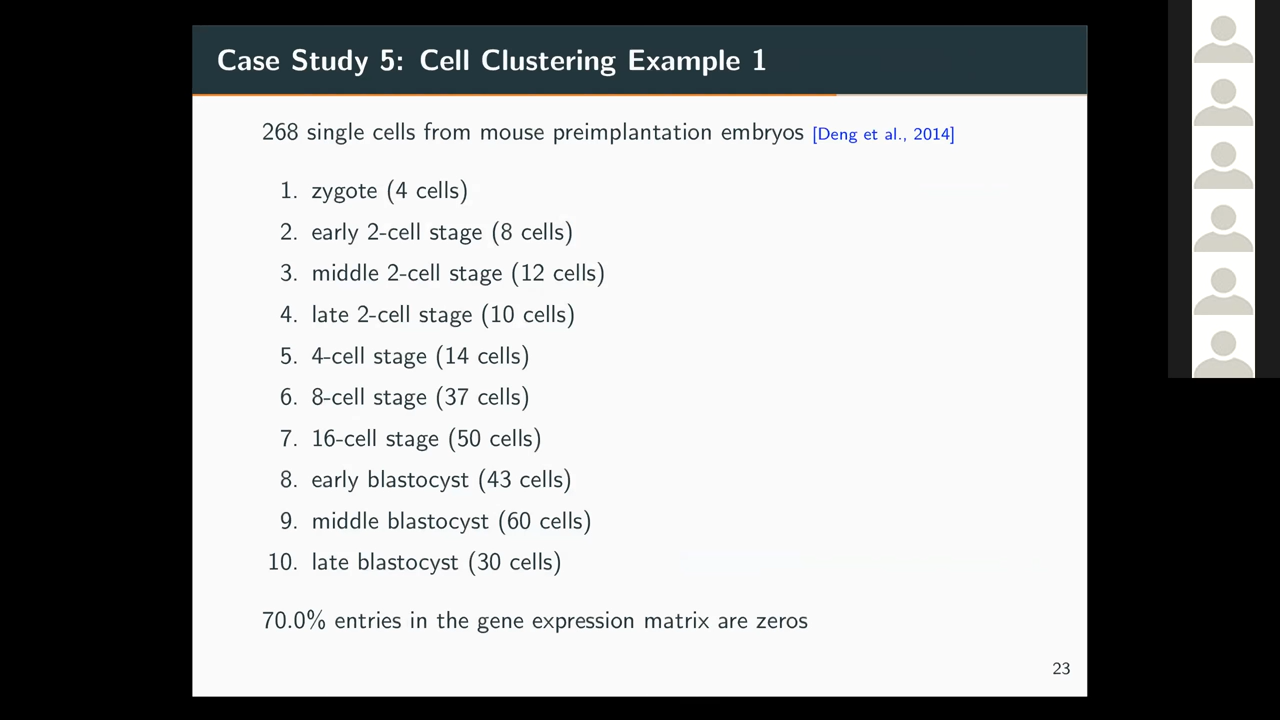 Case Study 5: Cell Clustering Example 1
268 single cells from mouse preimplantation embryos [Deng et al., 2014]
1. zygote (4 cells)
2. early 2-cell stage (8 cells)
3. middle 2-cell stage (12 cells)
4. late 2-cell stage (10 cells)
5. 4-cell stage (14 cells)
6. 8-cell stage (37 cells)
7. 16-cell stage (50 cells)
8. early blastocyst (43 cells)
9. middle blastocyst (60 cells)
10. late blastocyst (30 cells)
70.0% entries in the gene expression matrix are zeros
23